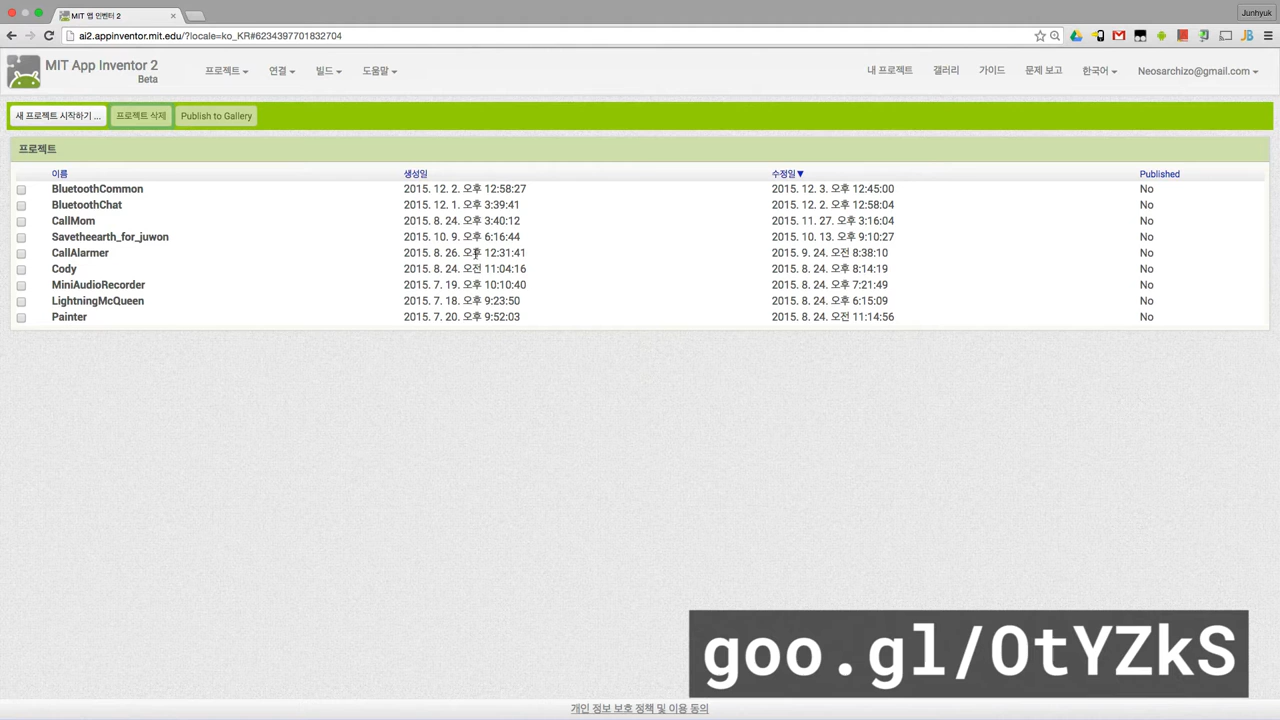 MIT 앱 인벤터 2
Junhyuk
ai2.appinventor.mit.edu/?locale=ko_KR#6234397701832704
MIT App Inventor 2
Beta
프로젝트 연결 빌드 도움말 내 프로젝트 갤러리 가이드 문제 보고 한국어 Neosarchizo@gmail.com
새 프로젝트 시작하기 ... 프로젝트 삭제 Publish to Gallery
프로젝트
이름 생성일 수정일▼ Published
BluetoothCommon 2015. 12. 2. 오후 12:58:27 2015. 12. 3. 오후 12:45:00 No
BluetoothChat 2015. 12. 1. 오후 3:39:41 2015. 12. 2. 오후 12:58:04 No
CallMom 2015. 8. 24. 오후 3:40:12 2015. 11. 27. 오후 3:16:04 No
Savetheearth_for_juwon 2015. 10. 9. 오후 6:16:44 2015. 10. 13. 오후 9:10:27 No
CallAlarmer 2015. 8. 26. 오후 12:31:41 2015. 9. 24. 오전 8:38:10 No
Cody 2015. 8. 24. 오전 11:04:16 2015. 8. 24. 오후 8:14:19 No
MiniAudioRecorder 2015. 7. 19. 오후 10:10:40 2015. 8. 24. 오후 7:21:49 No
LightningMcQueen 2015. 7. 18. 오후 9:23:50 2015. 8. 24. 오후 6:15:09 No
Painter 2015. 7. 20. 오후 9:52:03 2015. 8. 24. 오전 11:14:56 No
goo.gl/OtYZkS
개인 정보 보호 정책 및 이용 동의